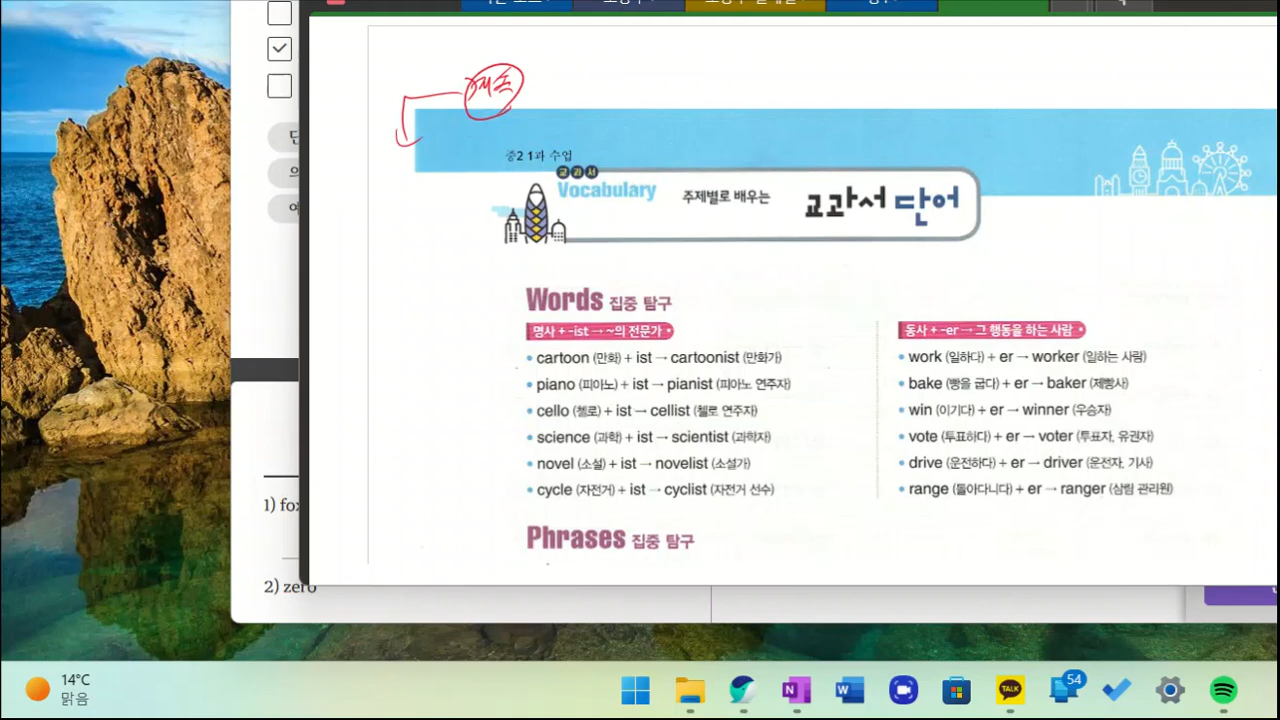 중2 1과 수업
교과서
Vocabulary
주제별로 배우는
교과서 단어
Words 집중 탐구
명사 + -ist → ~의 전문가
• cartoon (만화) + ist → cartoonist (만화가)
• piano (피아노) + ist → pianist (피아노 연주자)
• cello (첼로) + ist → cellist (첼로 연주자)
• science (과학) + ist → scientist (과학자)
• novel (소설) + ist → novelist (소설가)
• cycle (자전거) + ist → cyclist (자전거 선수)
동사 + -er → 그 행동을 하는 사람
• work (일하다) + er → worker (일하는 사람)
• bake (빵을 굽다) + er → baker (제빵사)
• win (이기다) + er → winner (우승자)
• vote (투표하다) + er → voter (투표자, 유권자)
• drive (운전하다) + er → driver (운전자, 기사)
• range (돌아다니다) + er → ranger (삼림 관리원)
Phrases 집중 탐구
1) fox
2) zero
14°C
맑음
N
W
TALK
54